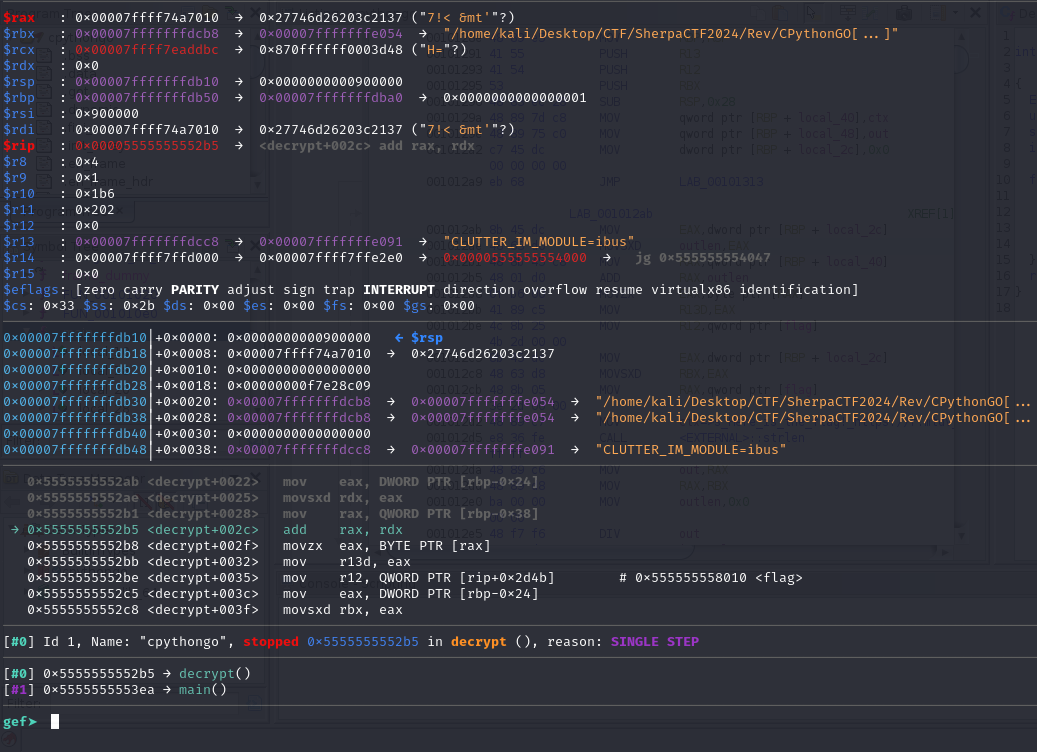 $rax : 0×00007ffff74a7010 → 0×27746d26203c2137 ("7!< &mt'"?)
$rbx : 0×00007fffffffdcb8 → 0×00007fffffffe054 → "/home/kali/Desktop/CTF/SherpaCTF2024/Rev/CPythonGO[...]"
$rcx : 0×00007ffff7eaddbc → 0×870ffffff0003d48 ("H="?)
$rdx : 0×0
$rsp : 0×00007fffffffdb10 → 0×0000000000900000
$rbp : 0×00007fffffffdb50 → 0×00007fffffffdba0 → 0×0000000000000001
$rsi : 0×900000
$rdi : 0×00007ffff74a7010 → 0×27746d26203c2137 ("7!< &mt'"?)
$rip : 0×00005555555552b5 → <decrypt+002c> add rax, rdx
$r8 : 0×4
$r9 : 0×1
$r10 : 0×1b6
$r11 : 0×202
$r12 : 0×0
$r13 : 0×00007fffffffdcc8 → 0×00007fffffffe091 → "CLUTTER_IM_MODULE=ibus"
$r14 : 0×00007ffff7ffd000 → 0×00007ffff7ffe2e0 → 0×0000555555554000 → jg 0×555555554047
$r15 : 0×0
$eflags: [zero carry PARITY adjust sign trap INTERRUPT direction overflow resume virtualx86 identification]
$cs: 0×33 $ss: 0×2b $ds: 0×00 $es: 0×00 $fs: 0×00 $gs: 0×00
0×00007fffffffdb10│+0×0000: 0×0000000000900000 ← $rsp
0×00007fffffffdb18│+0×0008: 0×00007ffff74a7010 → 0×27746d26203c2137
0×00007fffffffdb20│+0×0010: 0×0000000000000000
0×00007fffffffdb28│+0×0018: 0×00000000f7e28c09
0×00007fffffffdb30│+0×0020: 0×00007fffffffdcb8 → 0×00007fffffffe054 → "/home/kali/Desktop/CTF/SherpaCTF2024/Rev/CPythonGO[...
0×00007fffffffdb38│+0×0028: 0×00007fffffffdcb8 → 0×00007fffffffe054 → "/home/kali/Desktop/CTF/SherpaCTF2024/Rev/CPythonGO[...
0×00007fffffffdb40│+0×0030: 0×0000000000000000
0×00007fffffffdb48│+0×0038: 0×00007fffffffdcc8 → 0×00007fffffffe091 → "CLUTTER_IM_MODULE=ibus"
0×5555555552ab <decrypt+0022> mov eax, DWORD PTR [rbp-0×24]
0×5555555552ae <decrypt+0025> movsxd rdx, eax
0×5555555552b1 <decrypt+0028> mov rax, QWORD PTR [rbp-0×38]
→ 0×5555555552b5 <decrypt+002c> add rax, rdx
0×5555555552b8 <decrypt+002f> movzx eax, BYTE PTR [rax]
0×5555555552bb <decrypt+0032> mov r13d, eax
0×5555555552be <decrypt+0035> mov r12, QWORD PTR [rip+0×2d4b] # 0×555555558010 <flag>
0×5555555552c5 <decrypt+003c> mov eax, DWORD PTR [rbp-0×24]
0×5555555552c8 <decrypt+003f> movsxd rbx, eax
[#0] Id 1, Name: "cpythongo", stopped 0×5555555552b5 in decrypt (), reason: SINGLE STEP
[#0] 0×5555555552b5 → decrypt()
[#1] 0×5555555553ea → main()
gef➤